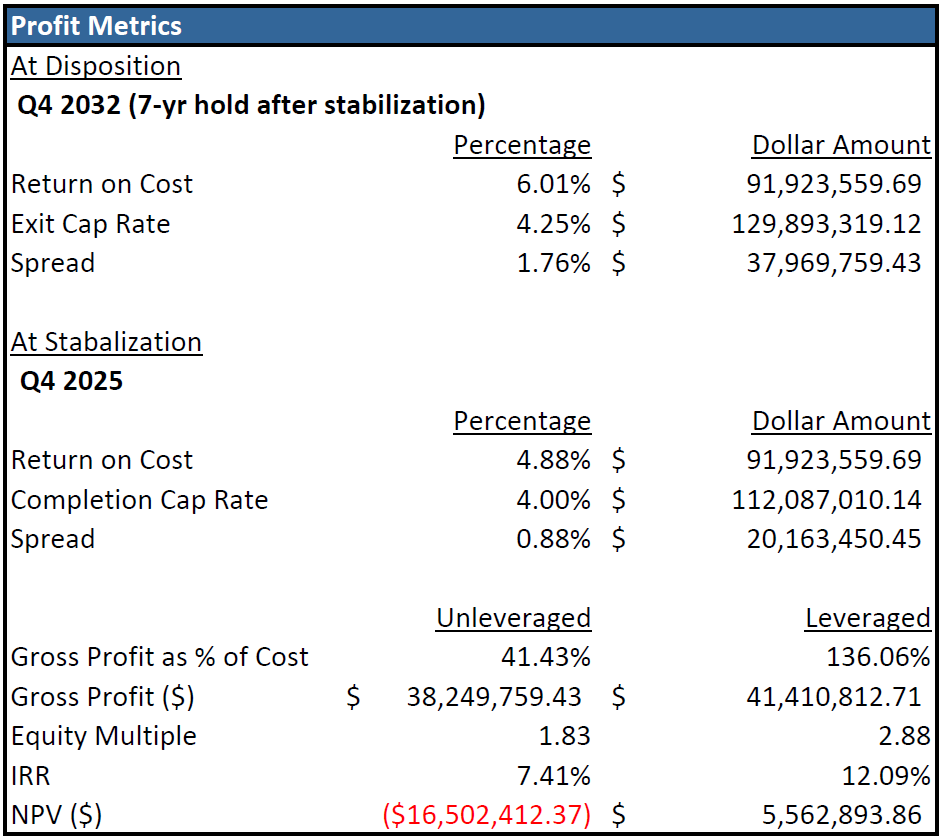 Profit Metrics
At Disposition
Q4 2032 (7-yr hold after stabilization)
Percentage Dollar Amount
Return on Cost 6.01% $ 91,923,559.69
Exit Cap Rate 4.25% $ 129,893,319.12
Spread 1.76% $ 37,969,759.43
At Stabalization
Q4 2025
Percentage Dollar Amount
Return on Cost 4.88% $ 91,923,559.69
Completion Cap Rate 4.00% $ 112,087,010.14
Spread 0.88% $ 20,163,450.45
Unleveraged Leveraged
Gross Profit as % of Cost 41.43% 136.06%
Gross Profit ($) $ 38,249,759.43 $ 41,410,812.71
Equity Multiple 1.83 2.88
IRR 7.41% 12.09%
NPV ($) ($16,502,412.37) $ 5,562,893.86